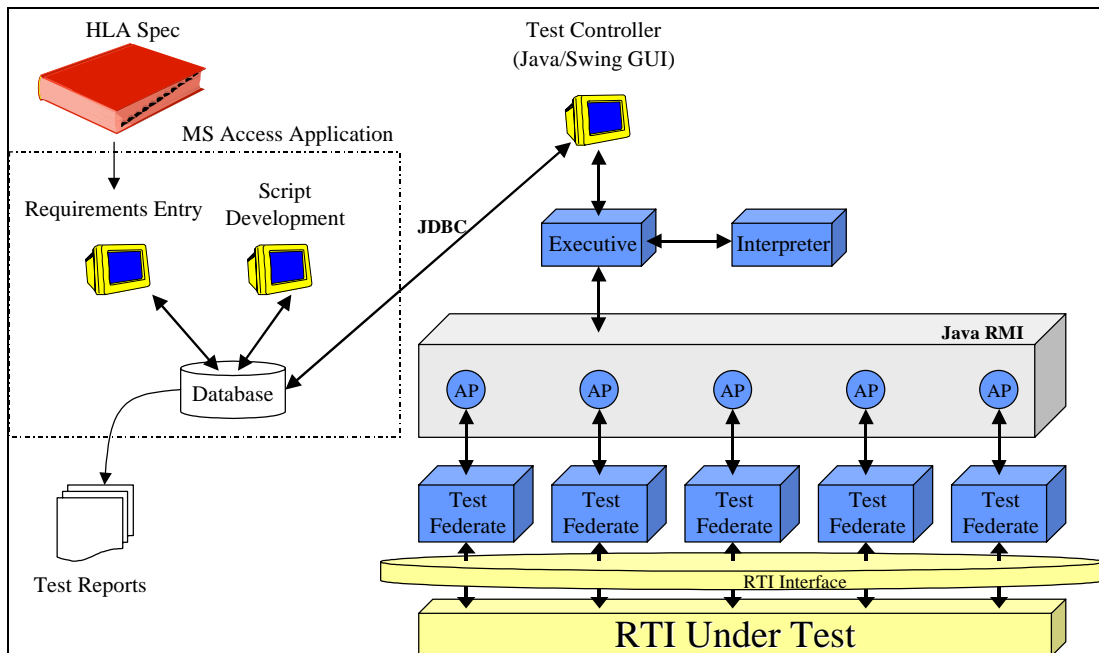 HLA Spec
Test Controller
(Java/Swing GUI)
MS Access Application
Requirements Entry
Script
Development
JDBC
Executive
Interpreter
Java RMI
Database
AP
AP
AP
AP
AP
Test
Federate
Test
Federate
Test
Federate
Test
Federate
Test
Federate
Test Reports
RTI Interface
RTI Under Test